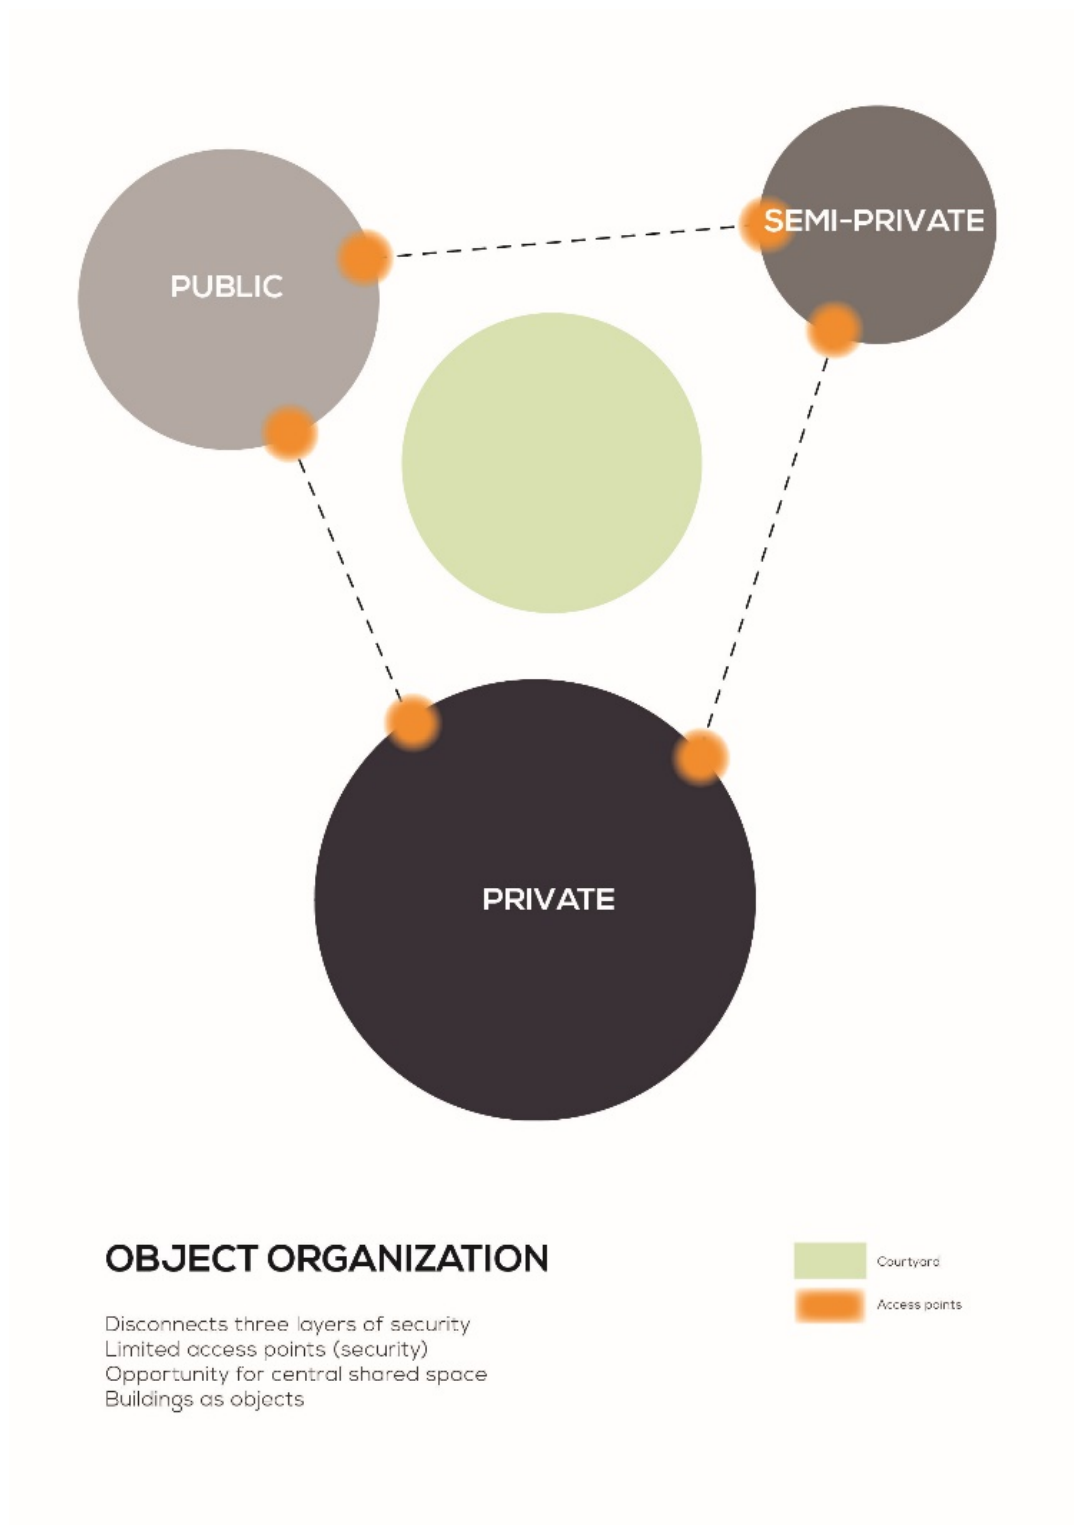 SEMI-PRIVATE
PUBLIC
PRIVATE
OBJECT ORGANIZATION
Disconnects three layers of security
Limited access points (security)
Opportunity for central shared space
Buildings as objects
Courtyard
Access points